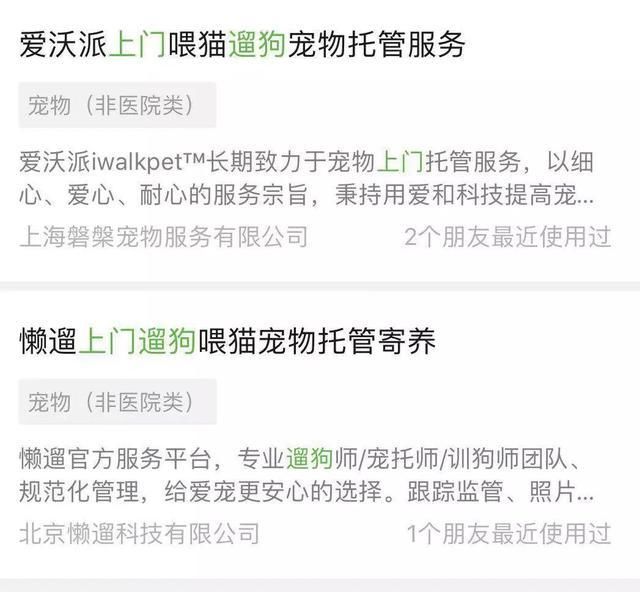 爱沃派上门喂猫遛狗宠物托管服务
宠物（非医院类）
爱沃派iwalkpet™长期致力于宠物上门托管服务，以细
心、爱心、耐心的服务宗旨，秉持用爱和科技提高宠...
上海磐槃宠物服务有限公司 2个朋友最近使用过
懒遛上门遛狗喂猫宠物托管寄养
宠物（非医院类）
懒遛官方服务平台，专业遛狗师/宠托师/训狗师团队、
规范化管理，给爱宠更安心的选择。跟踪监管、照片...
北京懒遛科技有限公司 1个朋友最近使用过